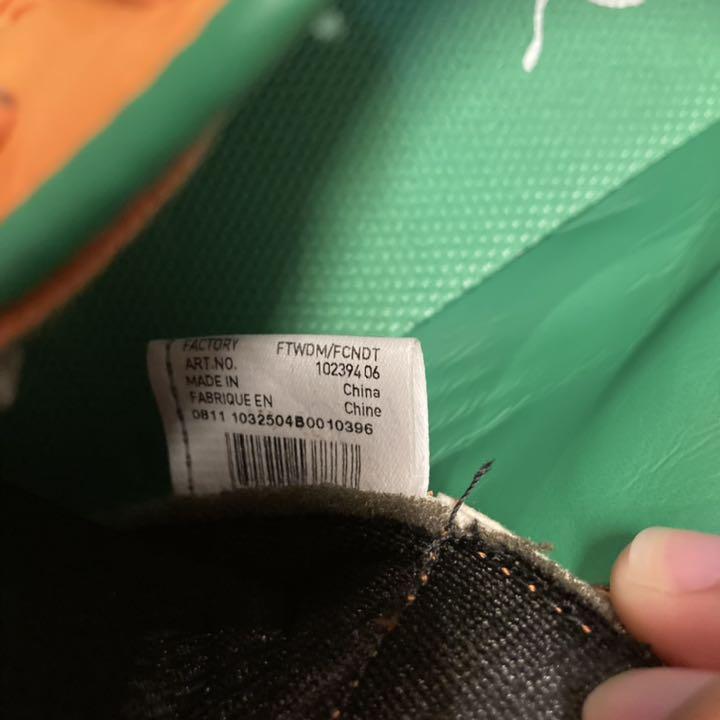 FACTORY FTWDM/FCNDT
ART.NO. 10239406
MADE IN China
FABRIQUE EN Chine
0811 1032504B0010396